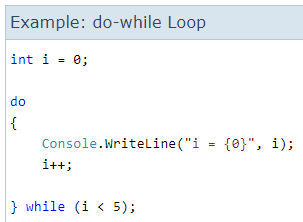 Example: do-while Loop
int i = 0;
do
{
    Console.WriteLine("i = {0}", i);
    i++;
} while (i < 5);